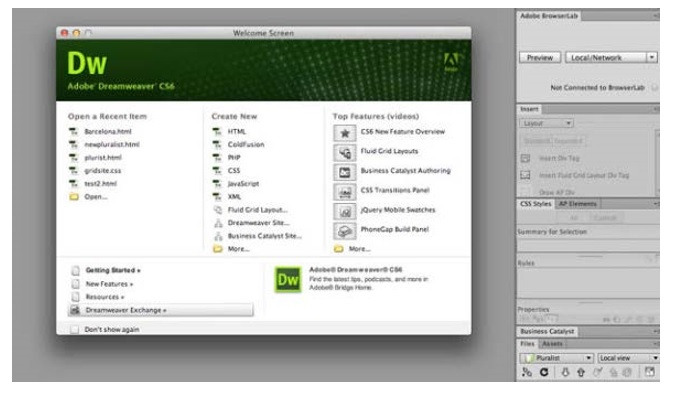 Welcome Screen
Dw
Adobe® Dreamweaver® CS6
Adobe
Open a Recent Item
Barcelona.html
newpluralist.html
plurist.html
gridsite.css
test2.html
Open...
Create New
HTML
ColdFusion
PHP
CSS
JavaScript
XML
Fluid Grid Layout...
Dreamweaver Site...
Business Catalyst Site...
More...
Top Features (videos)
CS6 New Feature Overview
Fluid Grid Layouts
Business Catalyst Authoring
CSS Transitions Panel
jQuery Mobile Swatches
PhoneGap Build Panel
More...
Getting Started »
New Features »
Resources »
Dreamweaver Exchange »
Dw
Adobe® Dreamweaver® CS6
Find the latest tips, podcasts, and more in
Adobe® Bridge Home.
Don't show again
Adobe BrowserLab
Preview
Local/Network
Not Connected to BrowserLab
Insert
Layout
Standard Expanded
Insert Div Tag
Insert Fluid Grid Layout Div Tag
Draw AP Div
CSS Styles AP Elements
All Current
Summary for Selection
Rules
Properties
Business Catalyst
Files Assets
Pluralist Local view